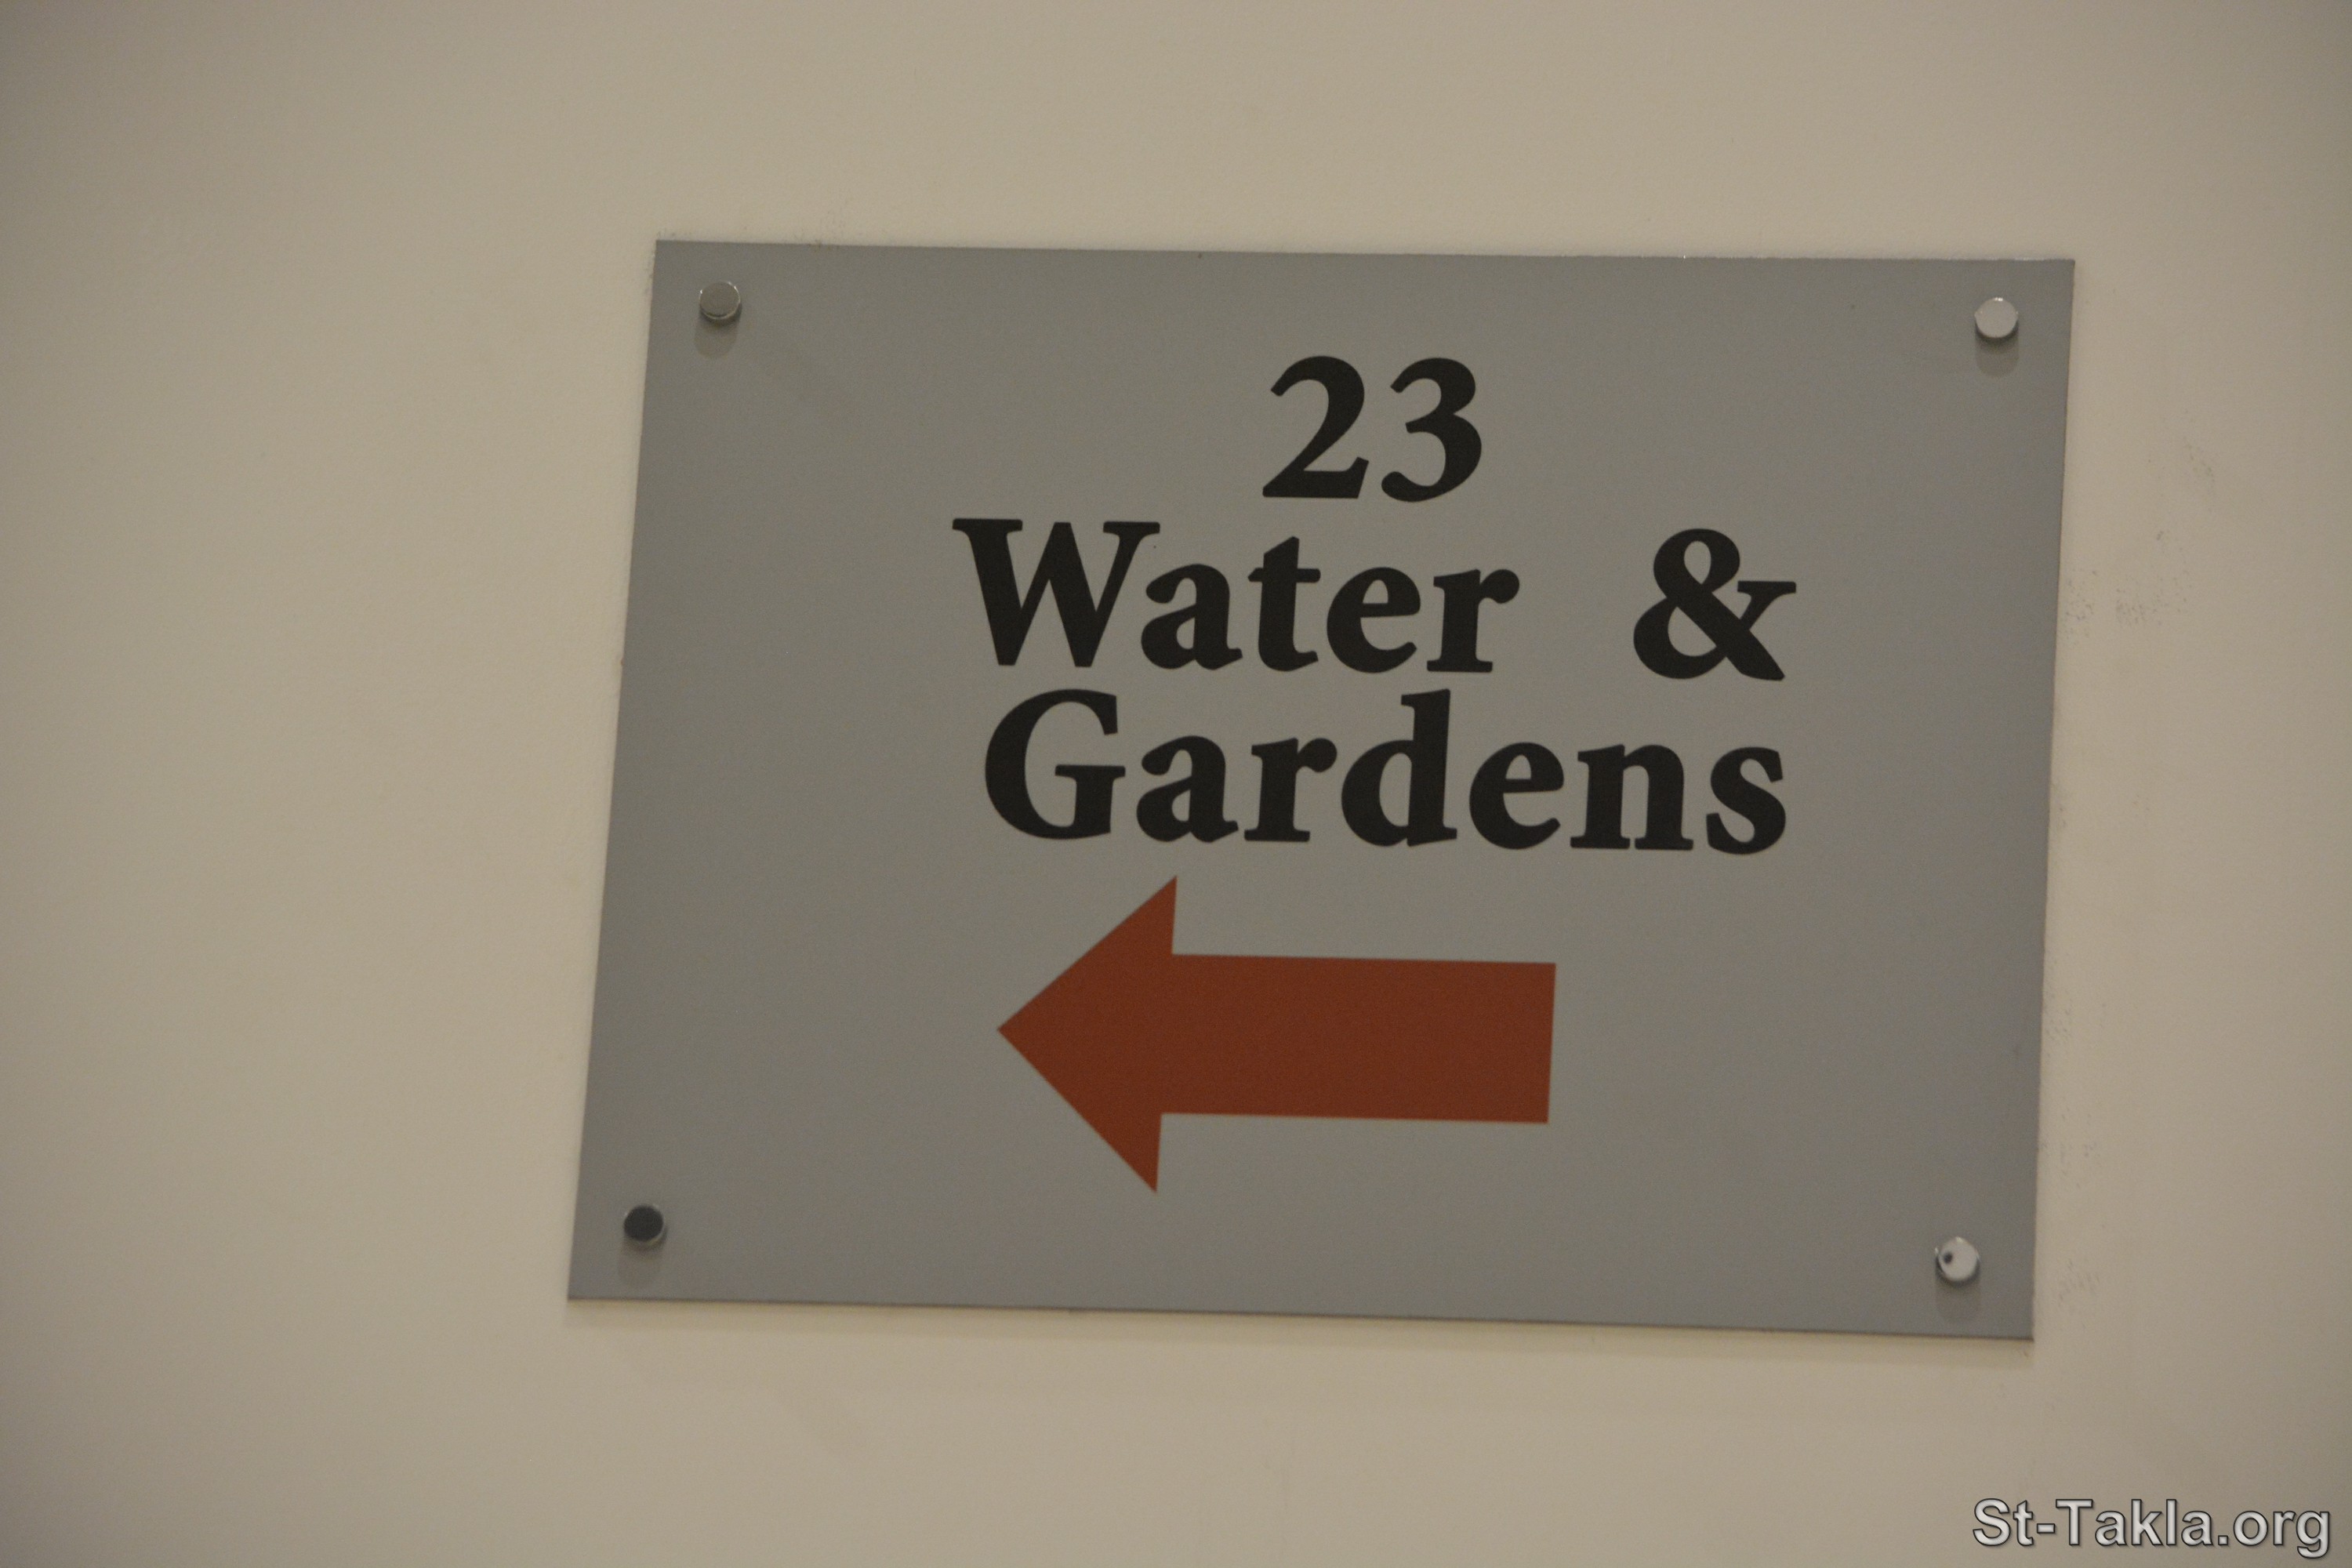 23
Water &
Gardens
St-Takla.org